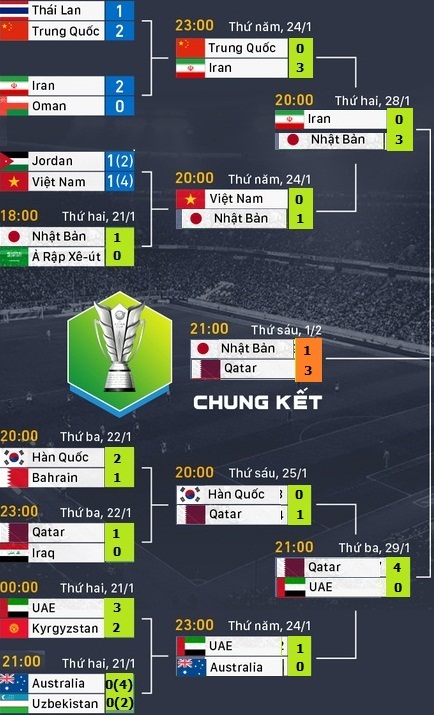 Thái Lan 1
Trung Quốc 2
Iran 2
Oman 0
Jordan 1(2)
Việt Nam 1(4)
18:00 Thứ hai, 21/1
Nhật Bản 1
Ả Rập Xê-út 0
23:00 Thứ năm, 24/1
Trung Quốc 0
Iran 3
20:00 Thứ năm, 24/1
Việt Nam 0
Nhật Bản 1
20:00 Thứ hai, 28/1
Iran 0
Nhật Bản 3
21:00 Thứ sáu, 1/2
Nhật Bản 1
Qatar 3
CHUNG KẾT
20:00 Thứ ba, 22/1
Hàn Quốc 2
Bahrain 1
23:00 Thứ ba, 22/1
Qatar 1
Iraq 0
00:00 Thứ hai, 21/1
UAE 3
Kyrgyzstan 2
21:00 Thứ hai, 21/1
Australia 0(4)
Uzbekistan 0(2)
20:00 Thứ sáu, 25/1
Hàn Quốc 0
Qatar 1
23:00 Thứ năm, 24/1
UAE 1
Australia 0
21:00 Thứ ba, 29/1
Qatar 4
UAE 0